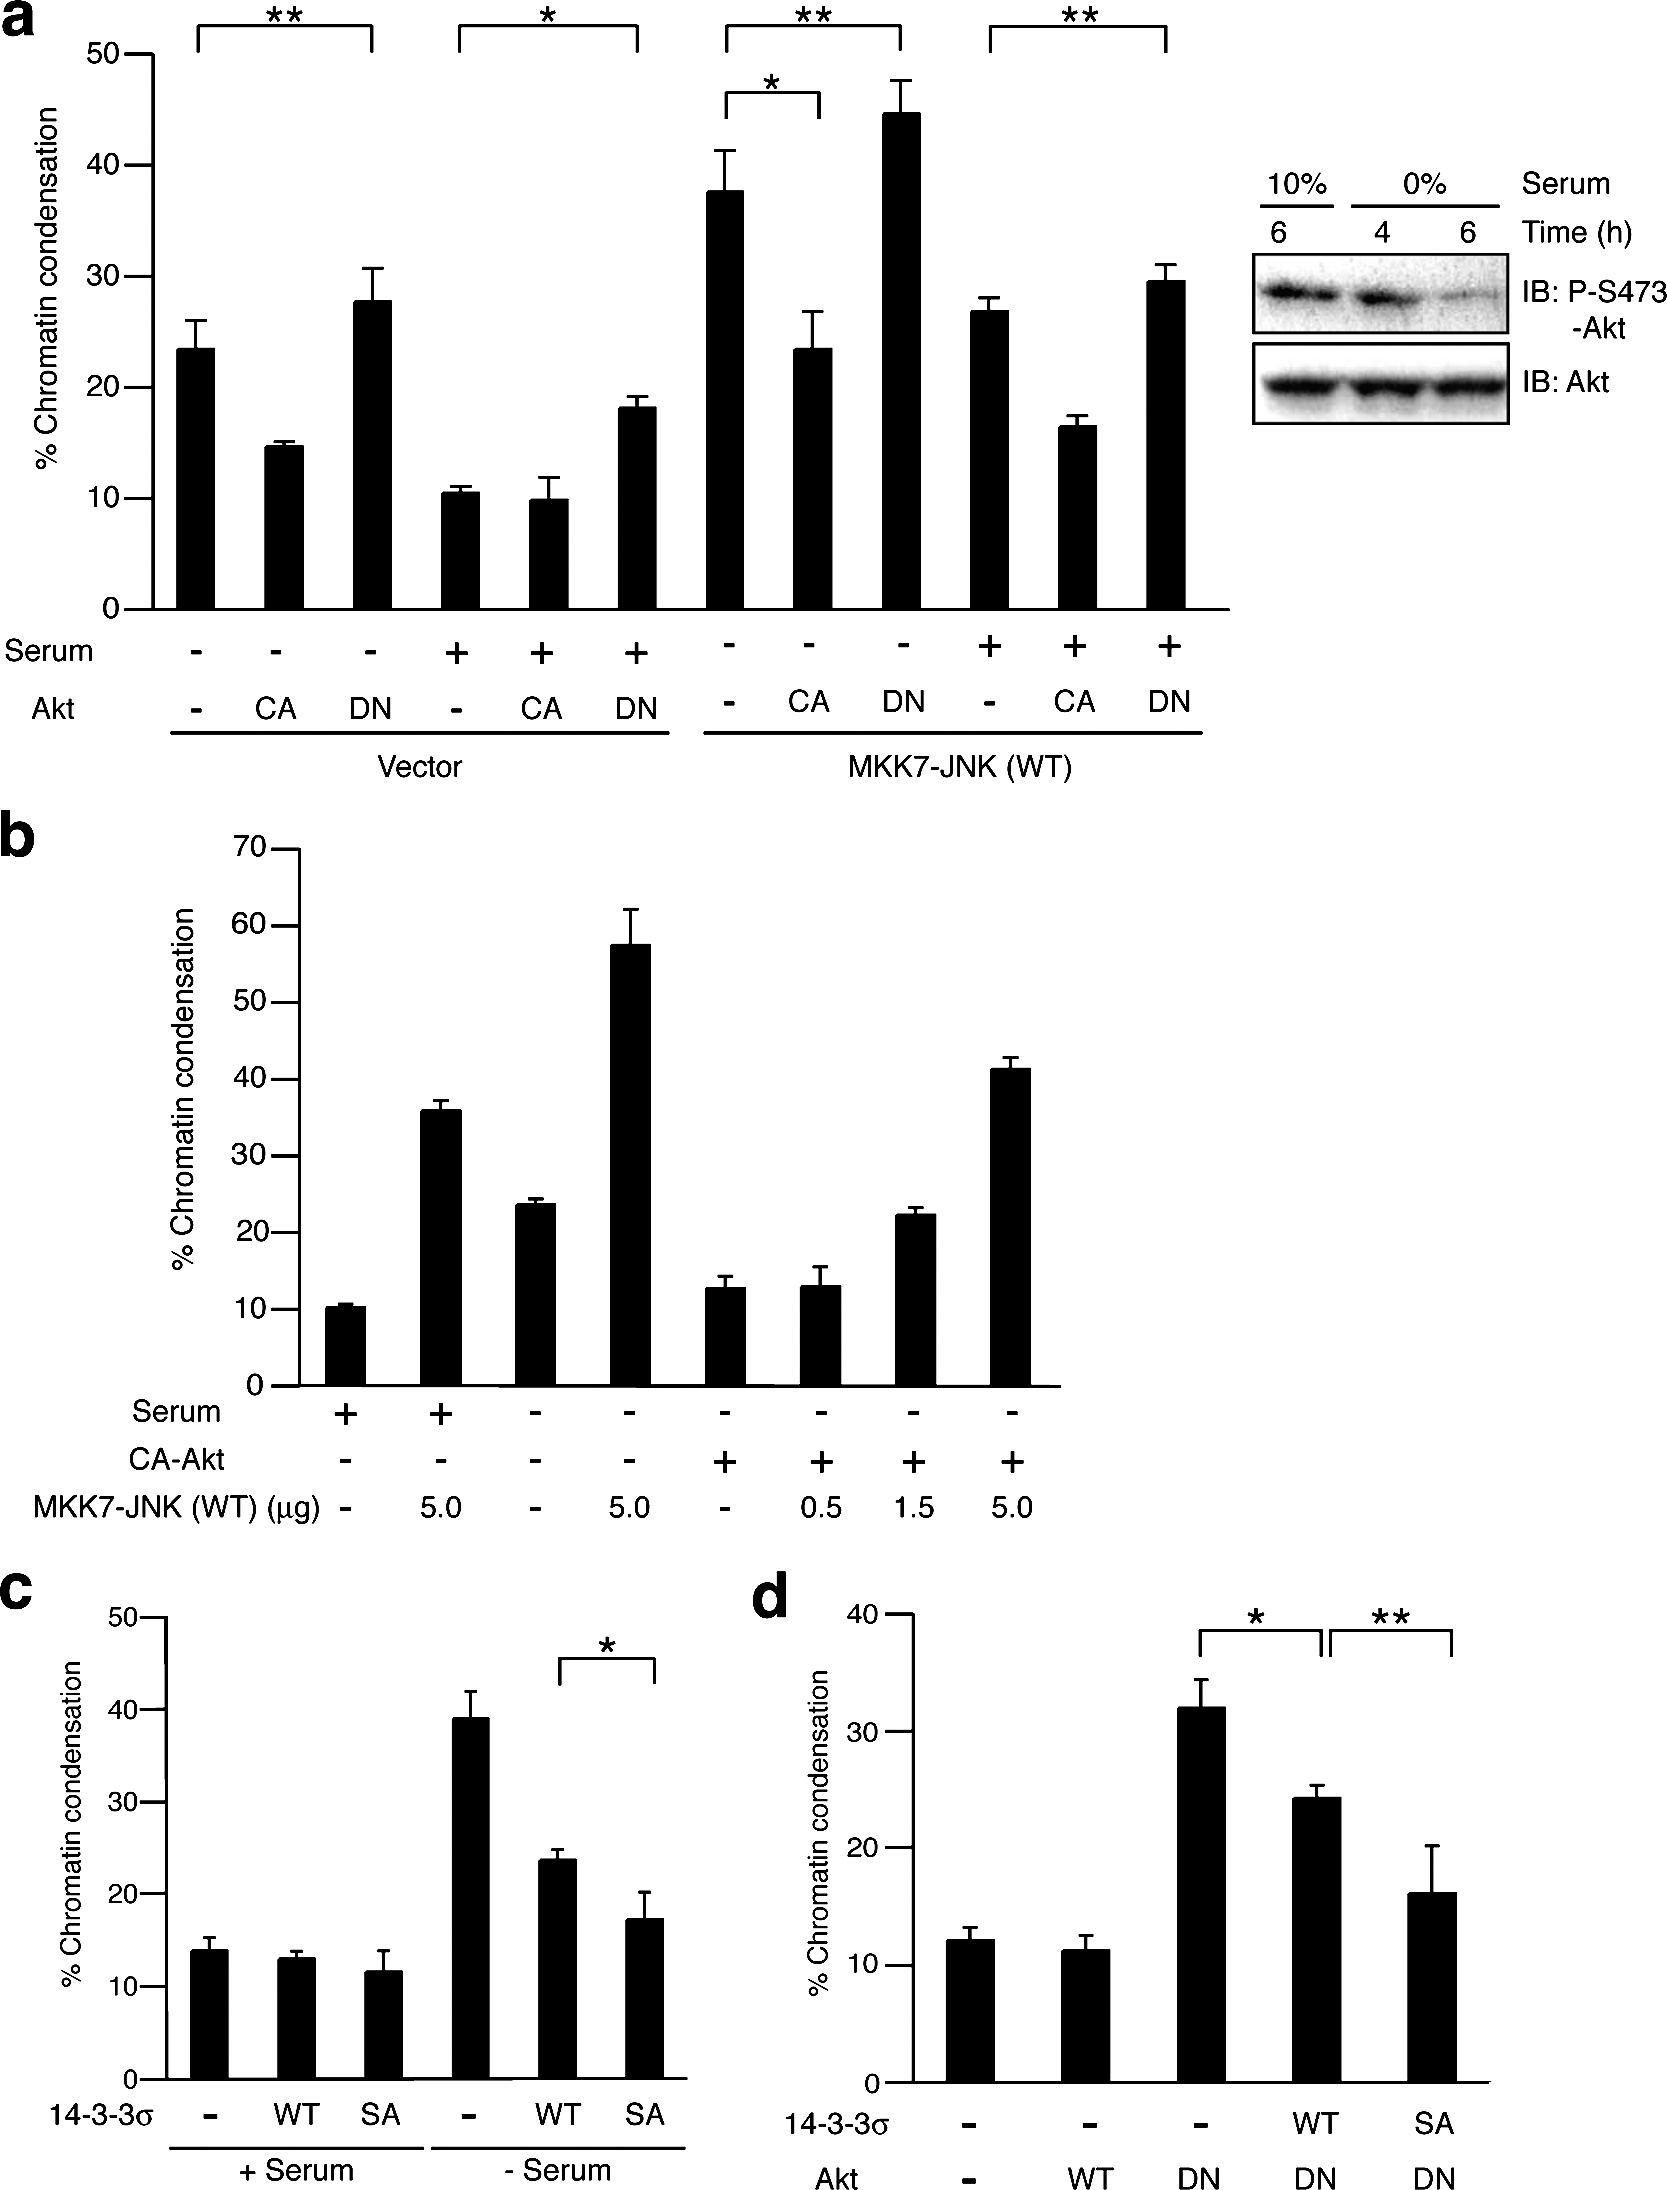 a
** * ** **
*
% Chromatin condensation
50
40
30
20
10
0
Serum - - - + + + - - - + + +
Akt - CA DN - CA DN - CA DN - CA DN
Vector MKK7-JNK (WT)
10% 0% Serum
6 4 6 Time (h)
IB: P-S473
-Akt
IB: Akt
b
% Chromatin condensation
70
60
50
40
30
20
10
0
Serum + + - - - - - -
CA-Akt - - - - + + + +
MKK7-JNK (WT) (μg) - 5.0 - 5.0 - 0.5 1.5 5.0
c
% Chromatin condensation
50
40
30
20
10
0
*
14-3-3σ - WT SA - WT SA
+ Serum - Serum
d
% Chromatin condensation
40
30
20
10
0
* **
14-3-3σ - - - WT SA
Akt - WT DN DN DN